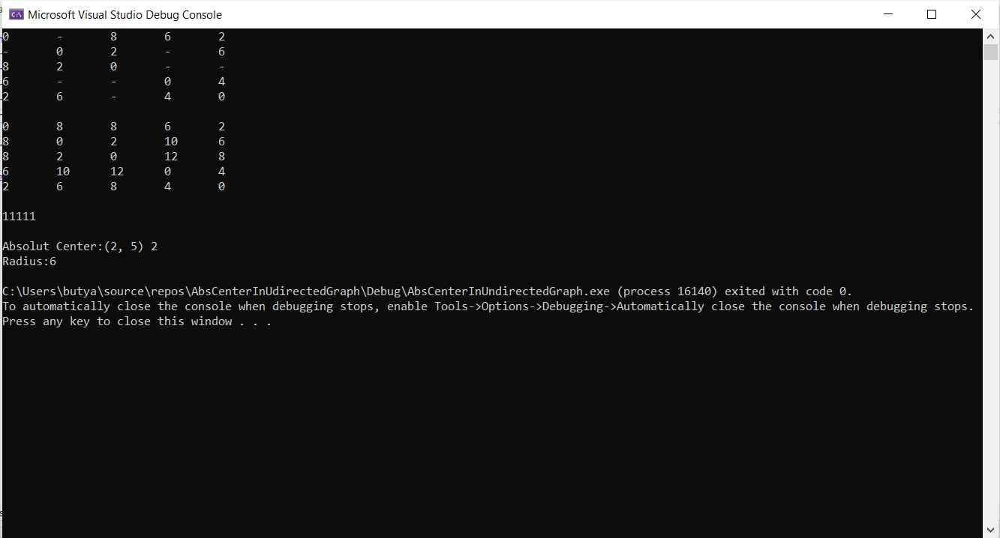 Microsoft Visual Studio Debug Console
0 - 8 6 2
- 0 2 - 6
8 2 0 - -
6 - - 0 4
2 6 - 4 0
0 8 8 6 2
8 0 2 10 6
8 2 0 12 8
6 10 12 0 4
2 6 8 4 0
11111
Absolut Center:(2, 5) 2
Radius:6
C:\Users\butya\source\repos\AbsCenterInUdirectedGraph\Debug\AbsCenterInUndirectedGraph.exe (process 16140) exited with code 0.
To automatically close the console when debugging stops, enable Tools->Options->Debugging->Automatically close the console when debugging stops.
Press any key to close this window . . .